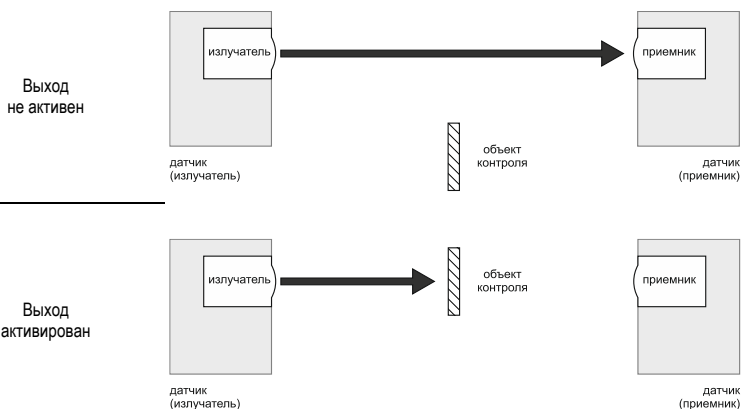 излучатель
приемник
Выход
не активен
объект
контроля
датчик
(излучатель)
датчик
(приемник)
излучатель
приемник
объект
контроля
Выход
активирован
датчик
(излучатель)
датчик
(приемник)